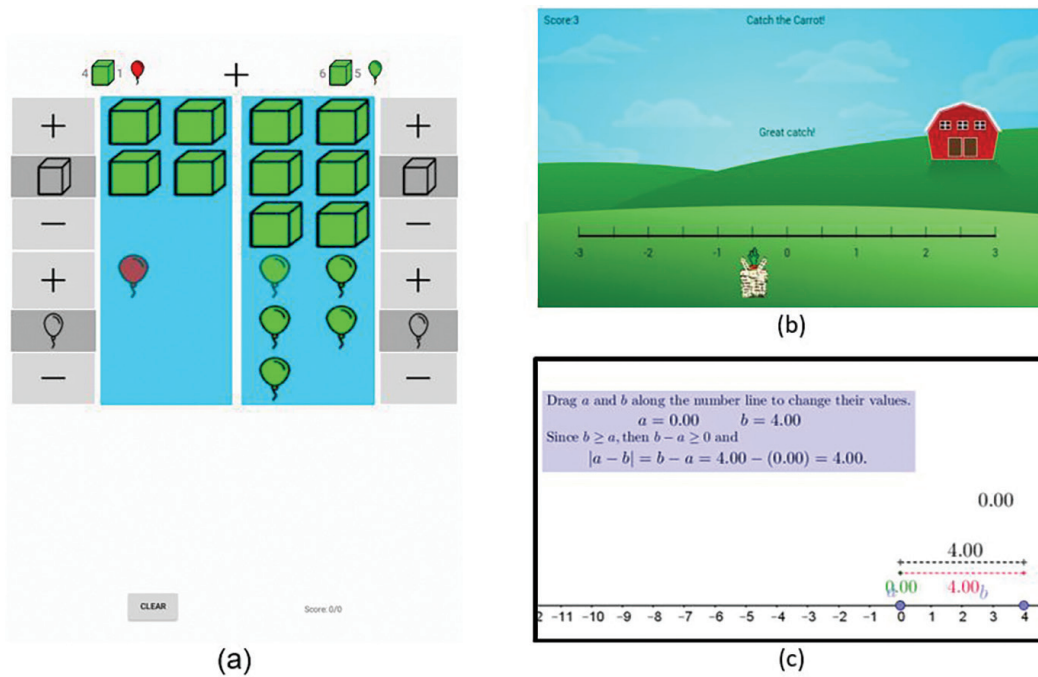 4 1 + 6 5
+ +
− −
+ +
− −
CLEAR Score: 0/0
(a)
Score:3 Catch the Carrot!
Great catch!
-3 -2 -1 0 1 2 3
(b)
Drag a and b along the number line to change their values.
a = 0.00 b = 4.00
Since b ≥ a, then b − a ≥ 0 and
|a − b| = b − a = 4.00 − (0.00) = 4.00.
0.00
4.00
0.00 4.00
a b
2 -11 -10 -9 -8 -7 -6 -5 -4 -3 -2 -1 0 1 2 3 4
(c)